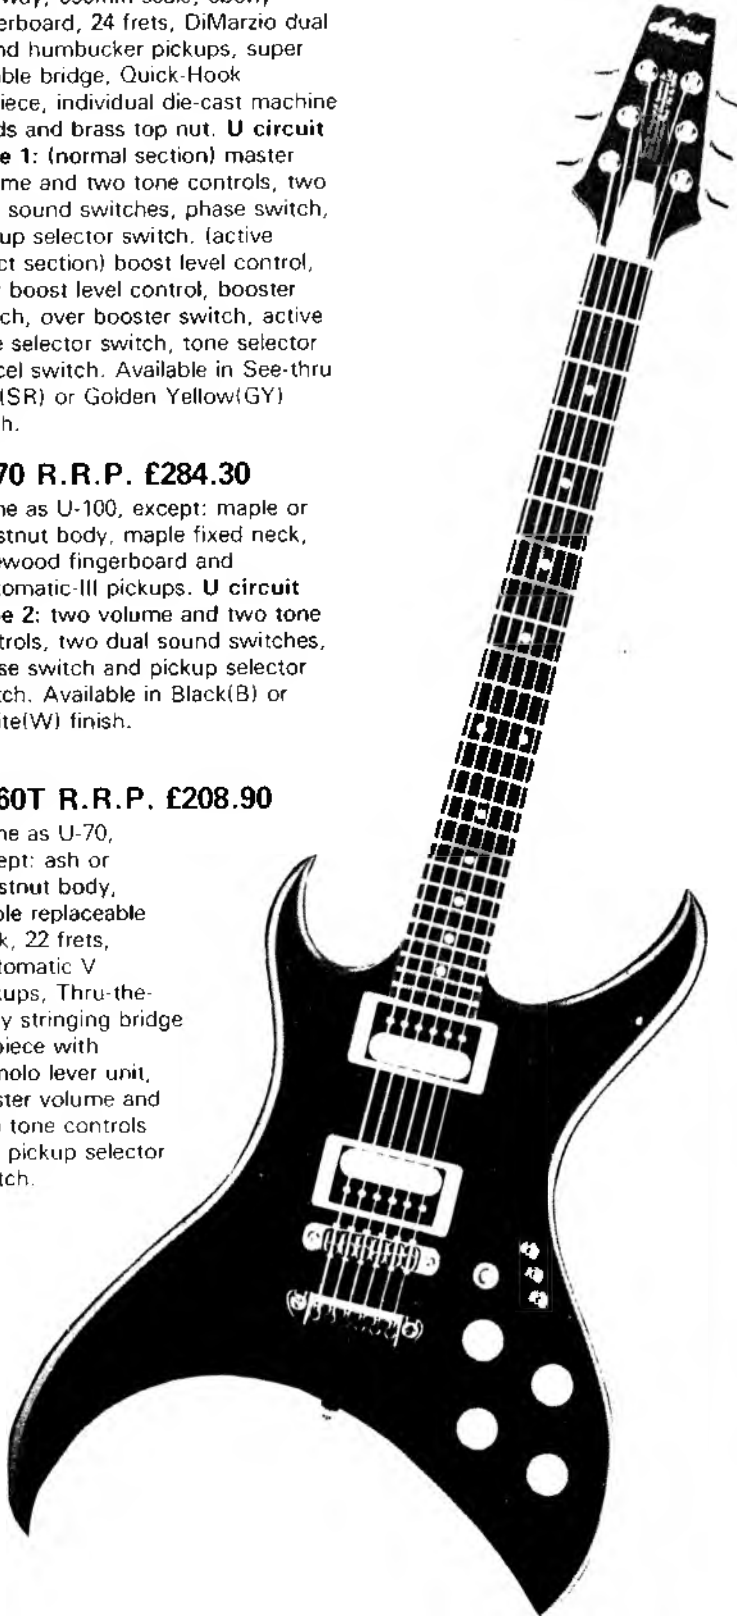 erboard, 24 frets, DiMarzio dual
nd humbucker pickups, super
able bridge, Quick-Hook
iece, individual die-cast machine
ds and brass top nut. U circuit
e 1: (normal section) master
me and two tone controls, two
sound switches, phase switch,
up selector switch. (active
ct section) boost level control,
boost level control, booster
ch, over booster switch, active
e selector switch, tone selector
cel switch. Available in See-thru
(SR) or Golden Yellow(GY)
h.
70 R.R.P. £284.30
ne as U-100, except: maple or
stnut body, maple fixed neck,
ewood fingerboard and
tomatic-III pickups. U circuit
e 2: two volume and two tone
trols, two dual sound switches,
se switch and pickup selector
tch. Available in Black(B) or
ite(W) finish.
60T R.R.P. £208.90
ne as U-70,
ept: ash or
stnut body,
ple replaceable
k, 22 frets,
tomatic V
kups, Thru-the-
y stringing bridge
piece with
nolo lever unit,
ster volume and
tone controls
pickup selector
tch.